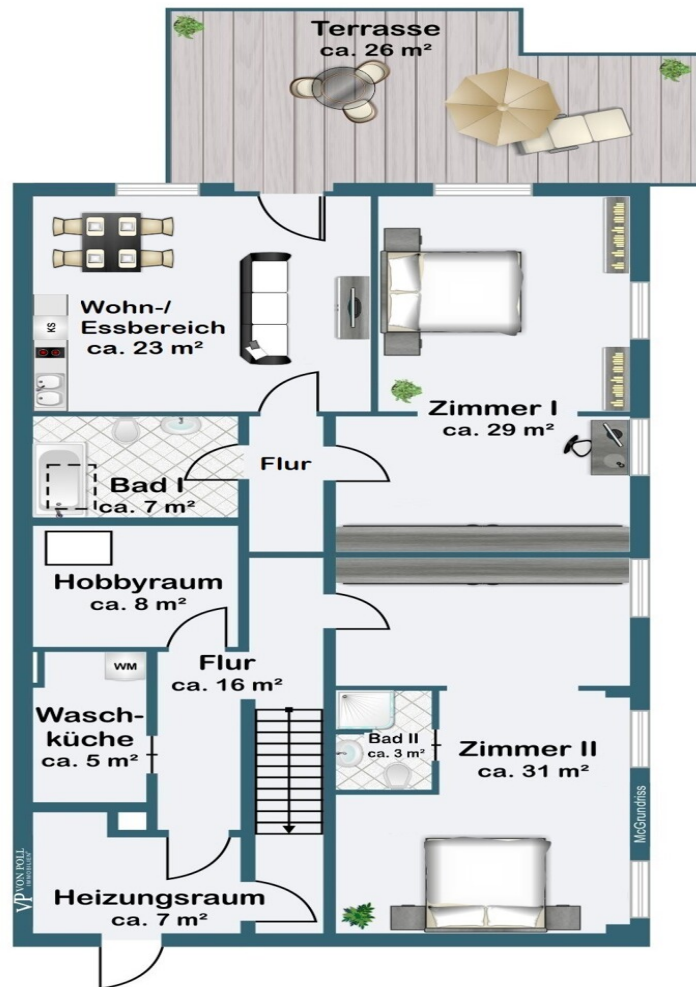 Terrasse
ca. 26 m²
Wohn-/
Essbereich
ca. 23 m²
KS
Zimmer I
ca. 29 m²
Flur
Bad I
ca. 7 m²
Hobbyraum
ca. 8 m²
Flur
ca. 16 m²
WM
Wasch-
küche
ca. 5 m²
Bad II
ca. 3 m²
Zimmer II
ca. 31 m²
McGrundriss
Heizungsraum
ca. 7 m²
VP VON POLL
IMMOBILIEN